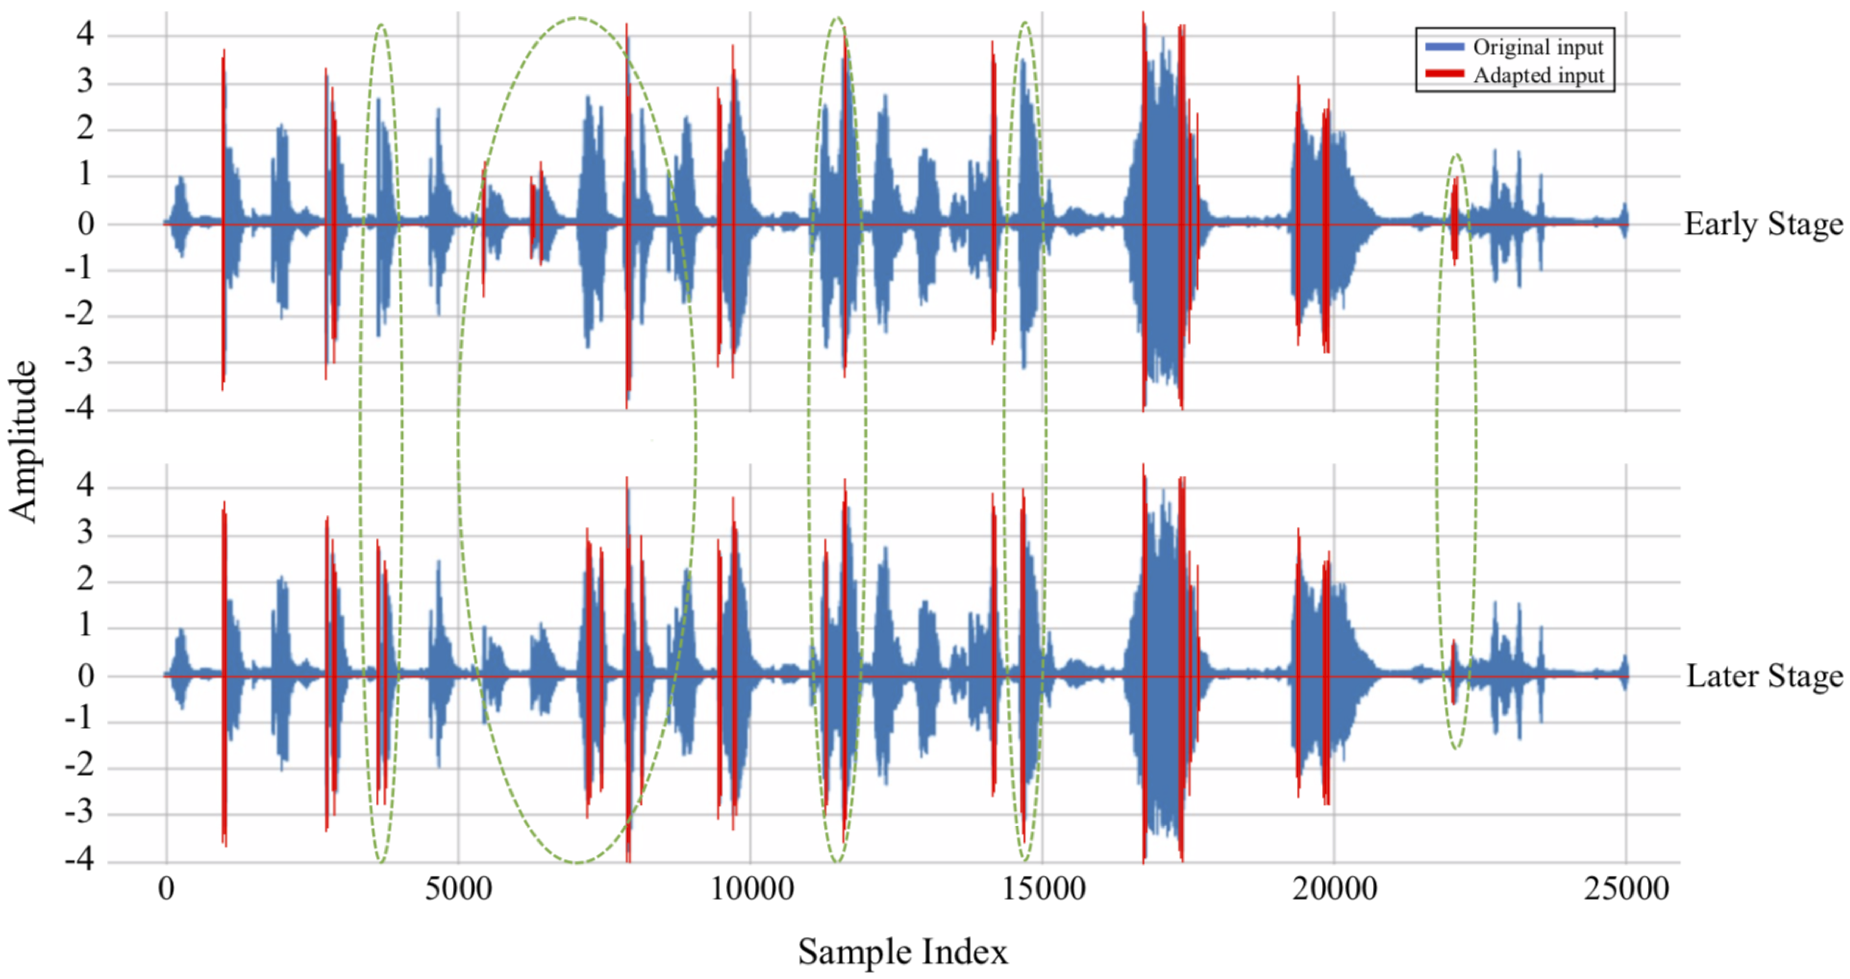 4
3
2
1
0
-1
-2
-3
-4
Original input
Adapted input
Early Stage
Amplitude
4
3
2
1
0
-1
-2
-3
-4
Later Stage
0 5000 10000 15000 20000 25000
Sample Index